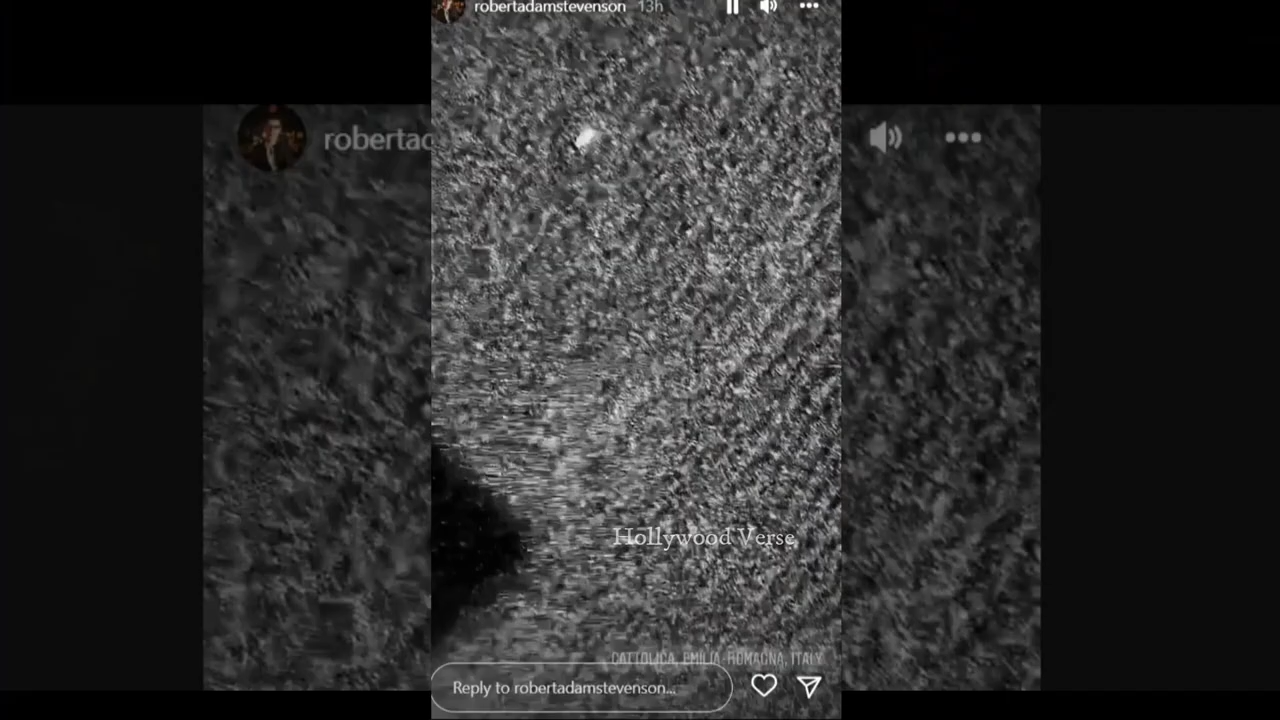 robertadamstevenson 13h
robertad
Hollywood Verse
CATTOLICA, EMILIA-ROMAGNA, ITALY
Reply to robertadamstevenson...